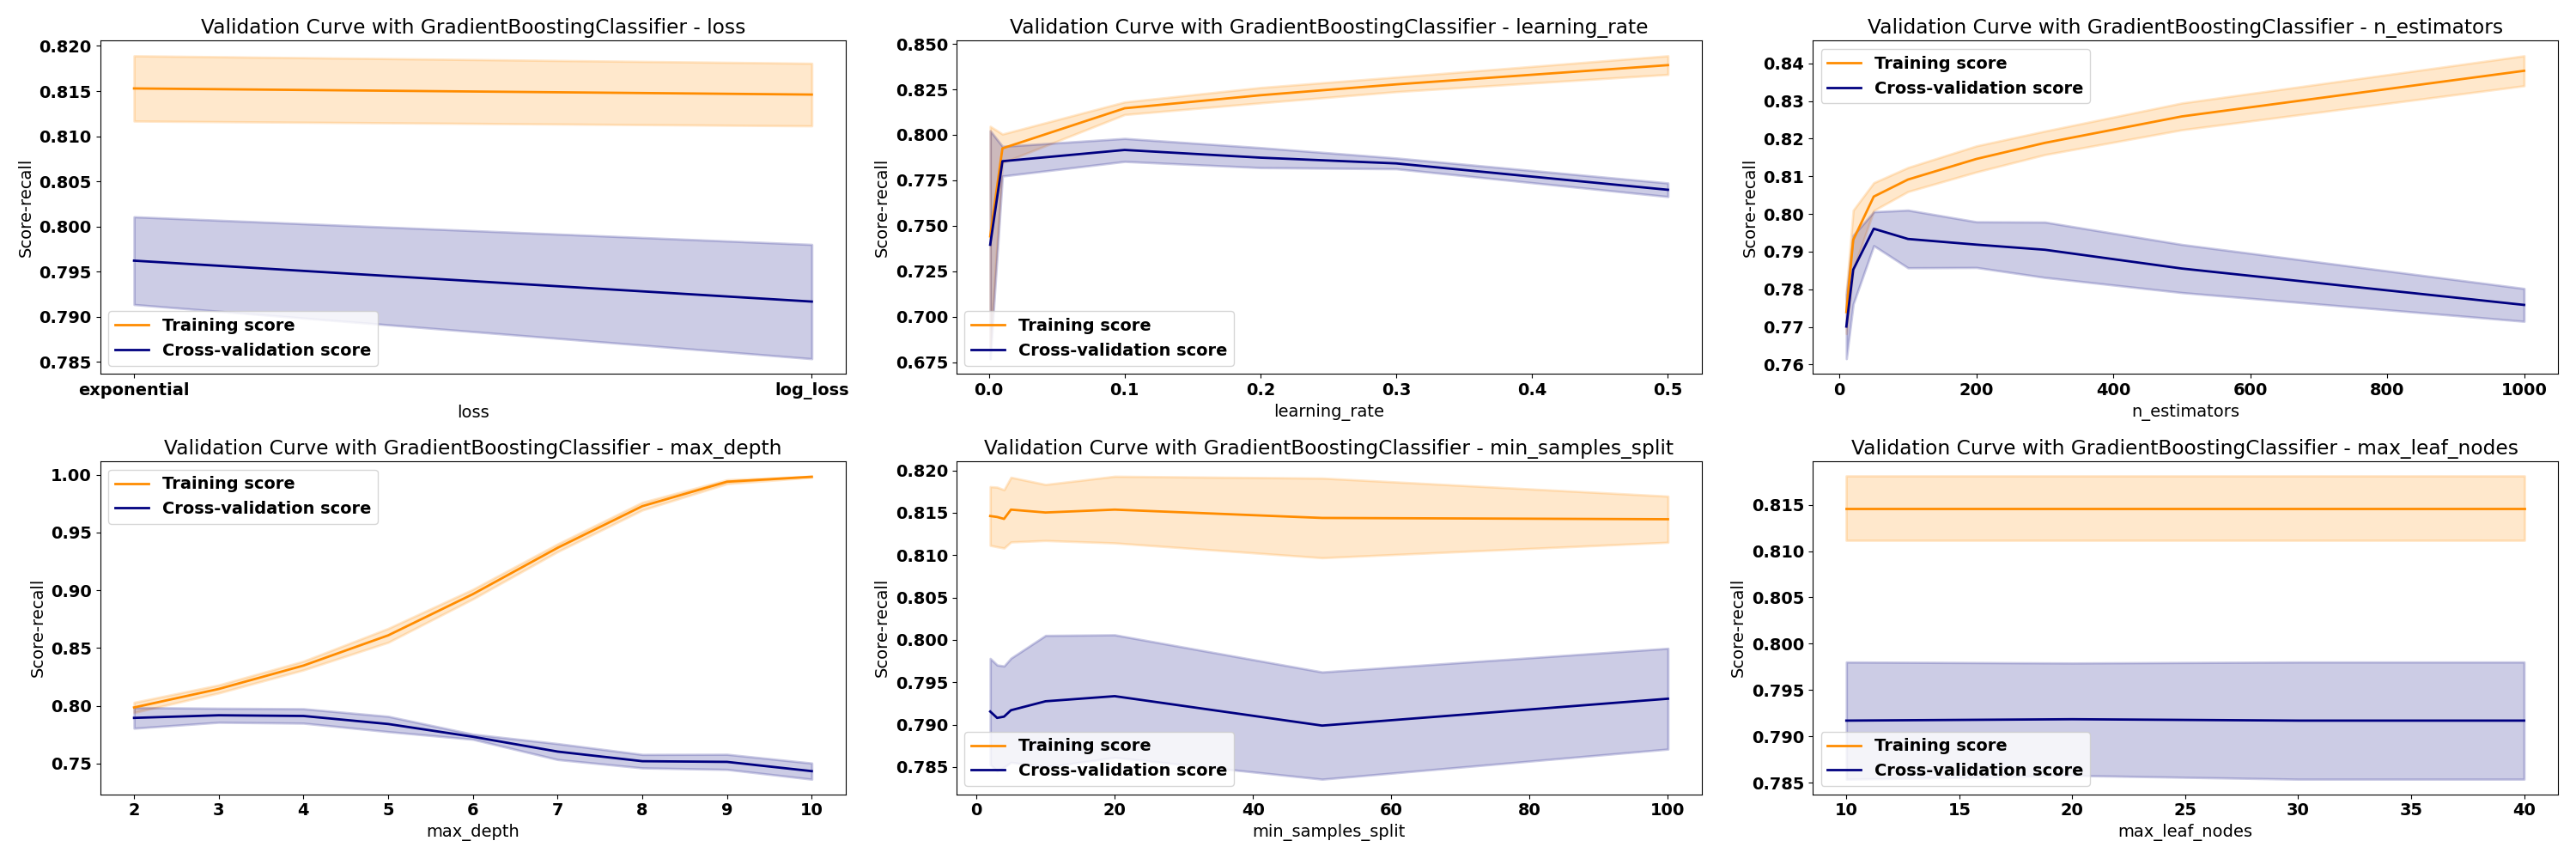 Validation Curve with GradientBoostingClassifier - loss
0.820
0.815
0.810
0.805
0.800
0.795
0.790
0.785
Score-recall
Training score
Cross-validation score
exponential log_loss
loss
Validation Curve with GradientBoostingClassifier - learning_rate
0.850
0.825
0.800
0.775
0.750
0.725
0.700
0.675
Score-recall
Training score
Cross-validation score
0.0 0.1 0.2 0.3 0.4 0.5
learning_rate
Validation Curve with GradientBoostingClassifier - n_estimators
0.84
0.83
0.82
0.81
0.80
0.79
0.78
0.77
0.76
Score-recall
Training score
Cross-validation score
0 200 400 600 800 1000
n_estimators
Validation Curve with GradientBoostingClassifier - max_depth
1.00
0.95
0.90
0.85
0.80
0.75
Score-recall
Training score
Cross-validation score
2 3 4 5 6 7 8 9 10
max_depth
Validation Curve with GradientBoostingClassifier - min_samples_split
0.820
0.815
0.810
0.805
0.800
0.795
0.790
0.785
Score-recall
Training score
Cross-validation score
0 20 40 60 80 100
min_samples_split
Validation Curve with GradientBoostingClassifier - max_leaf_nodes
0.815
0.810
0.805
0.800
0.795
0.790
0.785
Score-recall
Training score
Cross-validation score
10 15 20 25 30 35 40
max_leaf_nodes